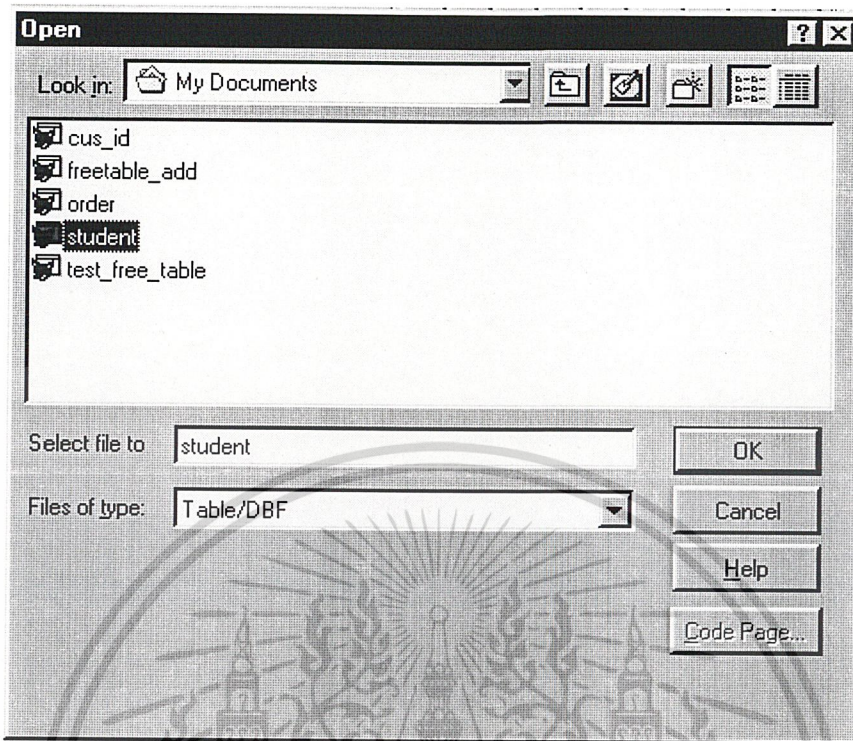 Open
Look in: My Documents
cus_id
freetable_add
order
student
test_free_table
Select file to student OK
Files of type: Table/DBF Cancel
Help
Code Page...